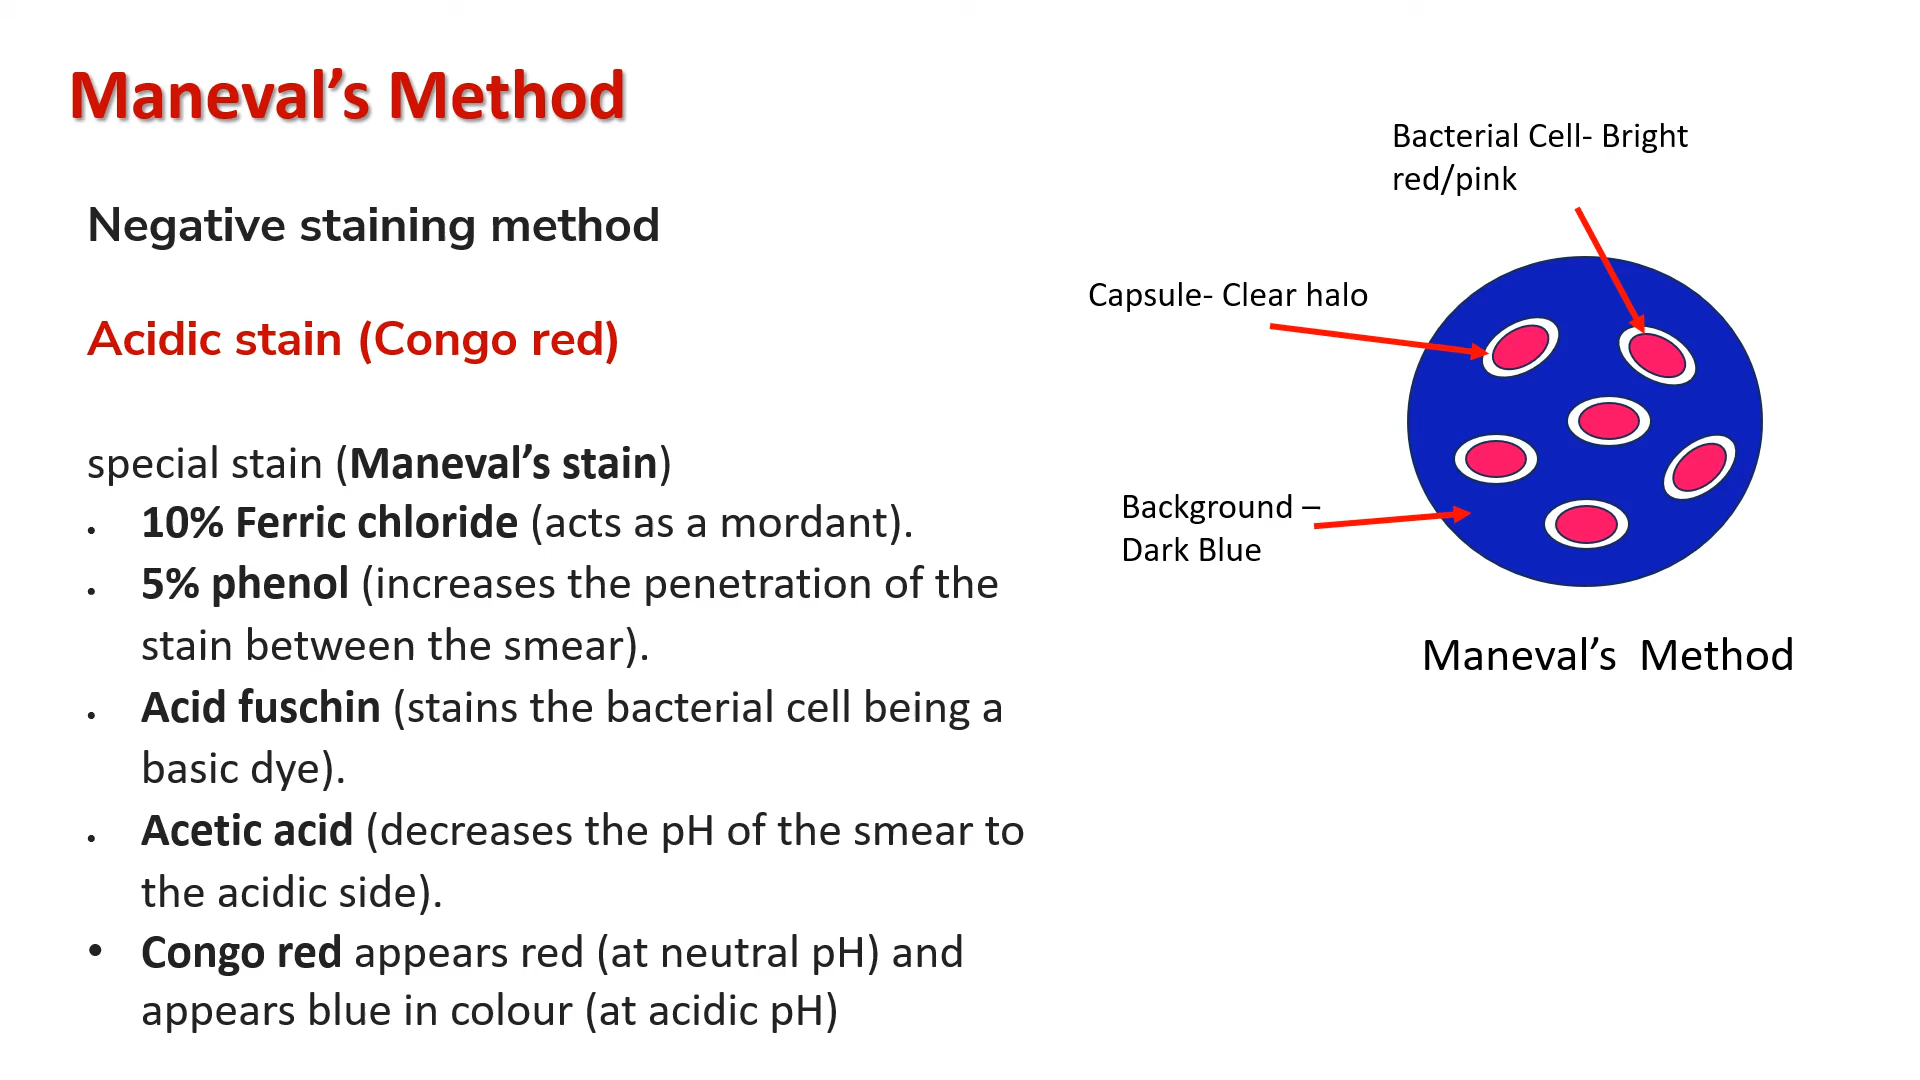 Maneval’s Method
Negative staining method
Acidic stain (Congo red)
special stain (Maneval’s stain)
• 10% Ferric chloride (acts as a mordant).
• 5% phenol (increases the penetration of the
stain between the smear).
• Acid fuschin (stains the bacterial cell being a
basic dye).
• Acetic acid (decreases the pH of the smear to
the acidic side).
• Congo red appears red (at neutral pH) and
appears blue in colour (at acidic pH)
Bacterial Cell- Bright
red/pink
Capsule- Clear halo
Background –
Dark Blue
Maneval’s Method